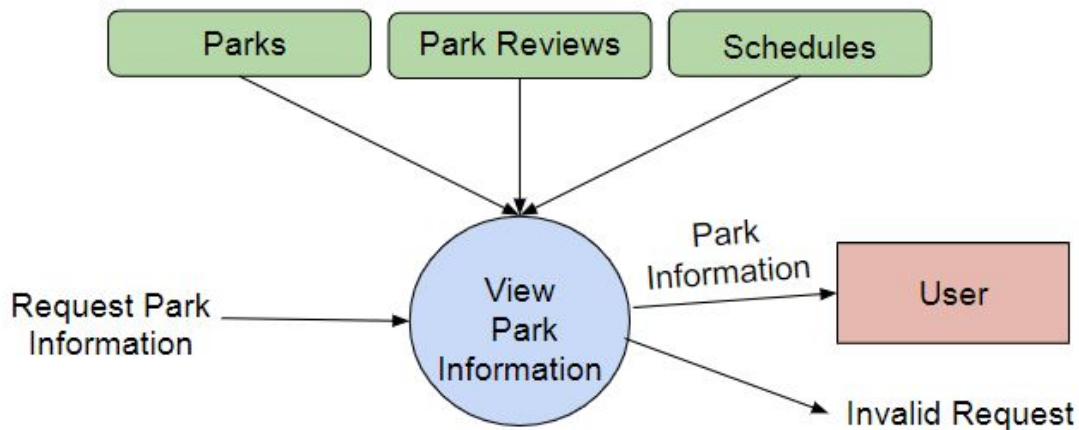 Parks
Park Reviews
Schedules
Request Park
Information
View
Park
Information
Park
Information
User
Invalid Request